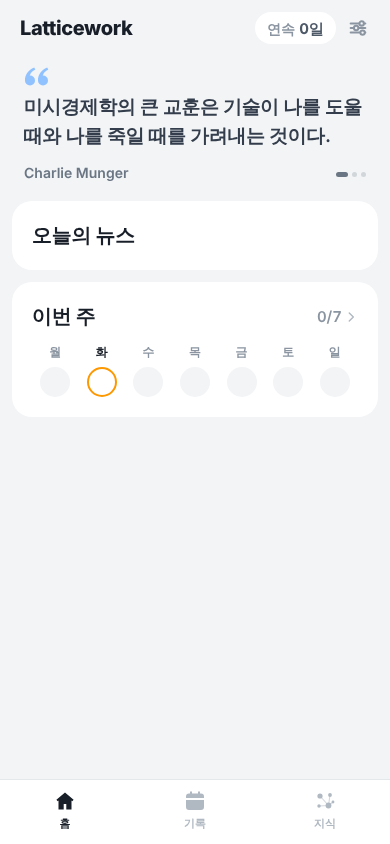 Latticework
연속 0일
미시경제학의 큰 교훈은 기술이 나를 도울
때와 나를 죽일 때를 가려내는 것이다.
Charlie Munger
오늘의 뉴스
이번 주
0/7
월 화 수 목 금 토 일
홈 기록 지식